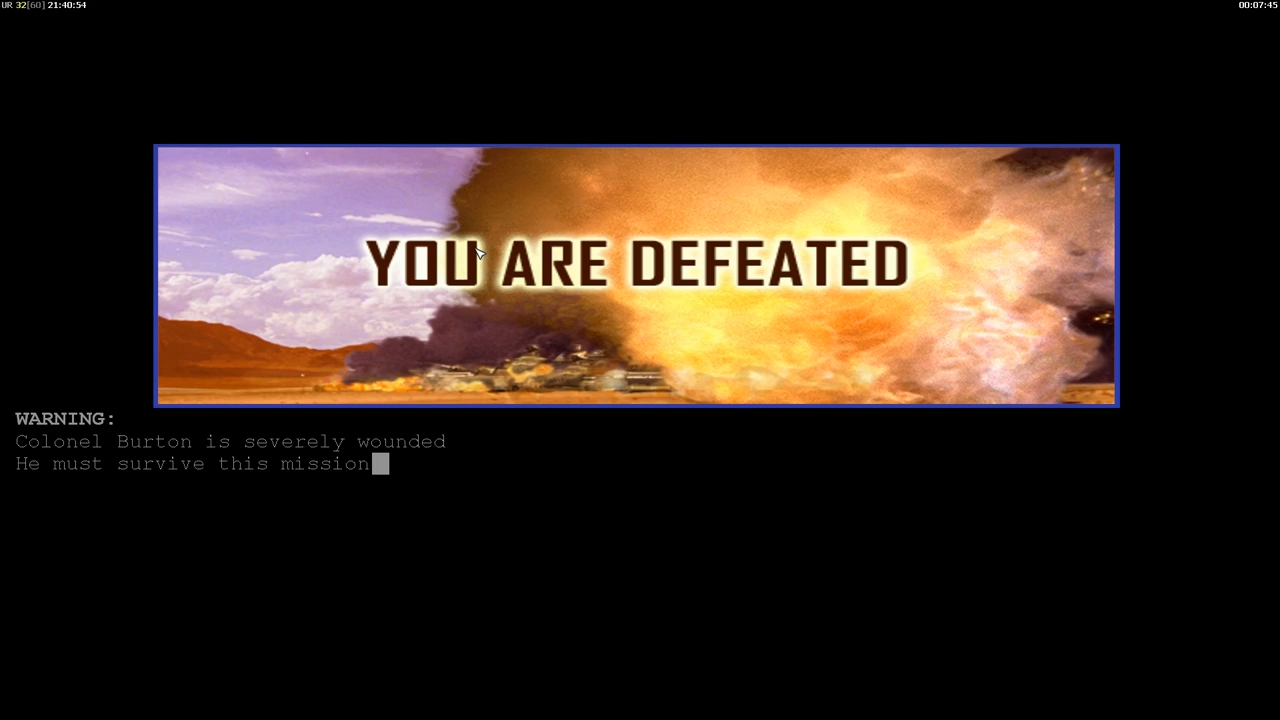 UR 32[60] 21:40:54
00:07:45
YOU ARE DEFEATED
WARNING:
Colonel Burton is severely wounded
He must survive this mission